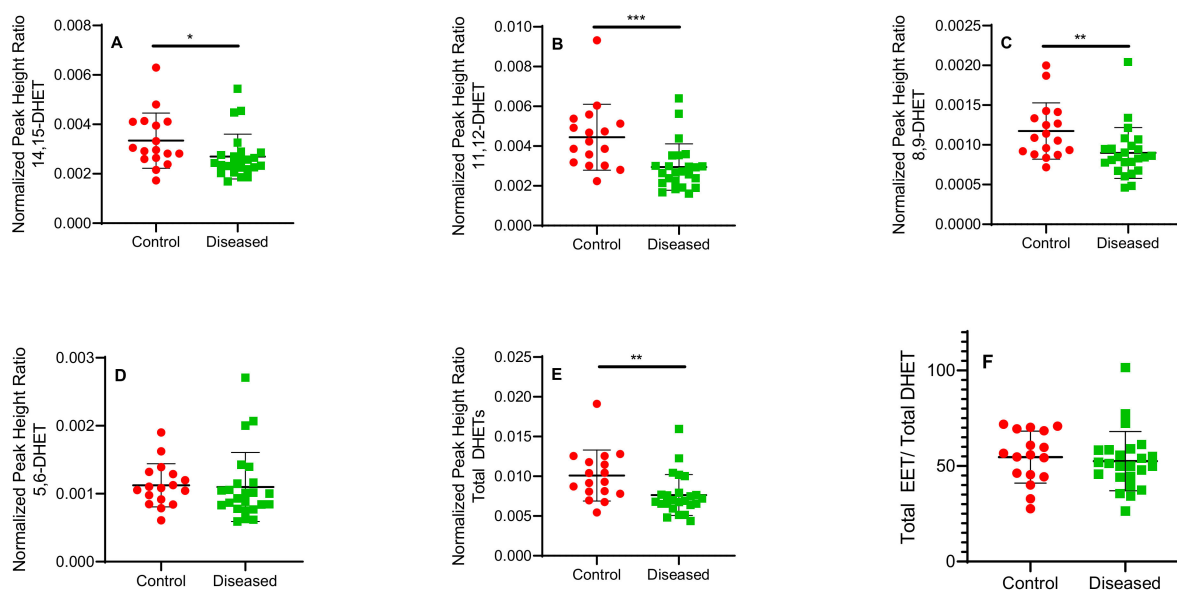 A
Normalized Peak Height Ratio
14,15-DHET
0.008
0.006
0.004
0.002
0.000
*
Control
Diseased
B
Normalized Peak Height Ratio
11,12-DHET
0.010
0.008
0.006
0.004
0.002
0.000
***
Control
Diseased
C
Normalized Peak Height Ratio
8,9-DHET
0.0025
0.0020
0.0015
0.0010
0.0005
0.0000
**
Control
Diseased
D
Normalized Peak Height Ratio
5,6-DHET
0.003
0.002
0.001
0.000
Control
Diseased
E
Normalized Peak Height Ratio
Total DHETs
0.025
0.020
0.015
0.010
0.005
0.000
**
Control
Diseased
F
Total EET/ Total DHET
100
50
0
Control
Diseased